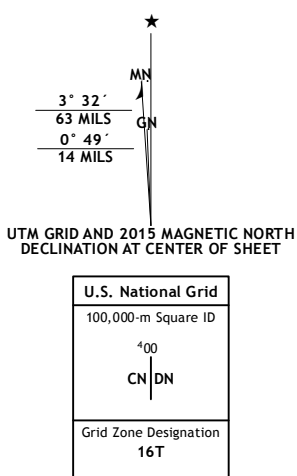 ★
MN
3° 32´
63 MILS
GN
0° 49´
14 MILS
UTM GRID AND 2015 MAGNETIC NORTH
DECLINATION AT CENTER OF SHEET
U.S. National Grid
100,000-m Square ID
⁴00
CN DN
Grid Zone Designation
16T